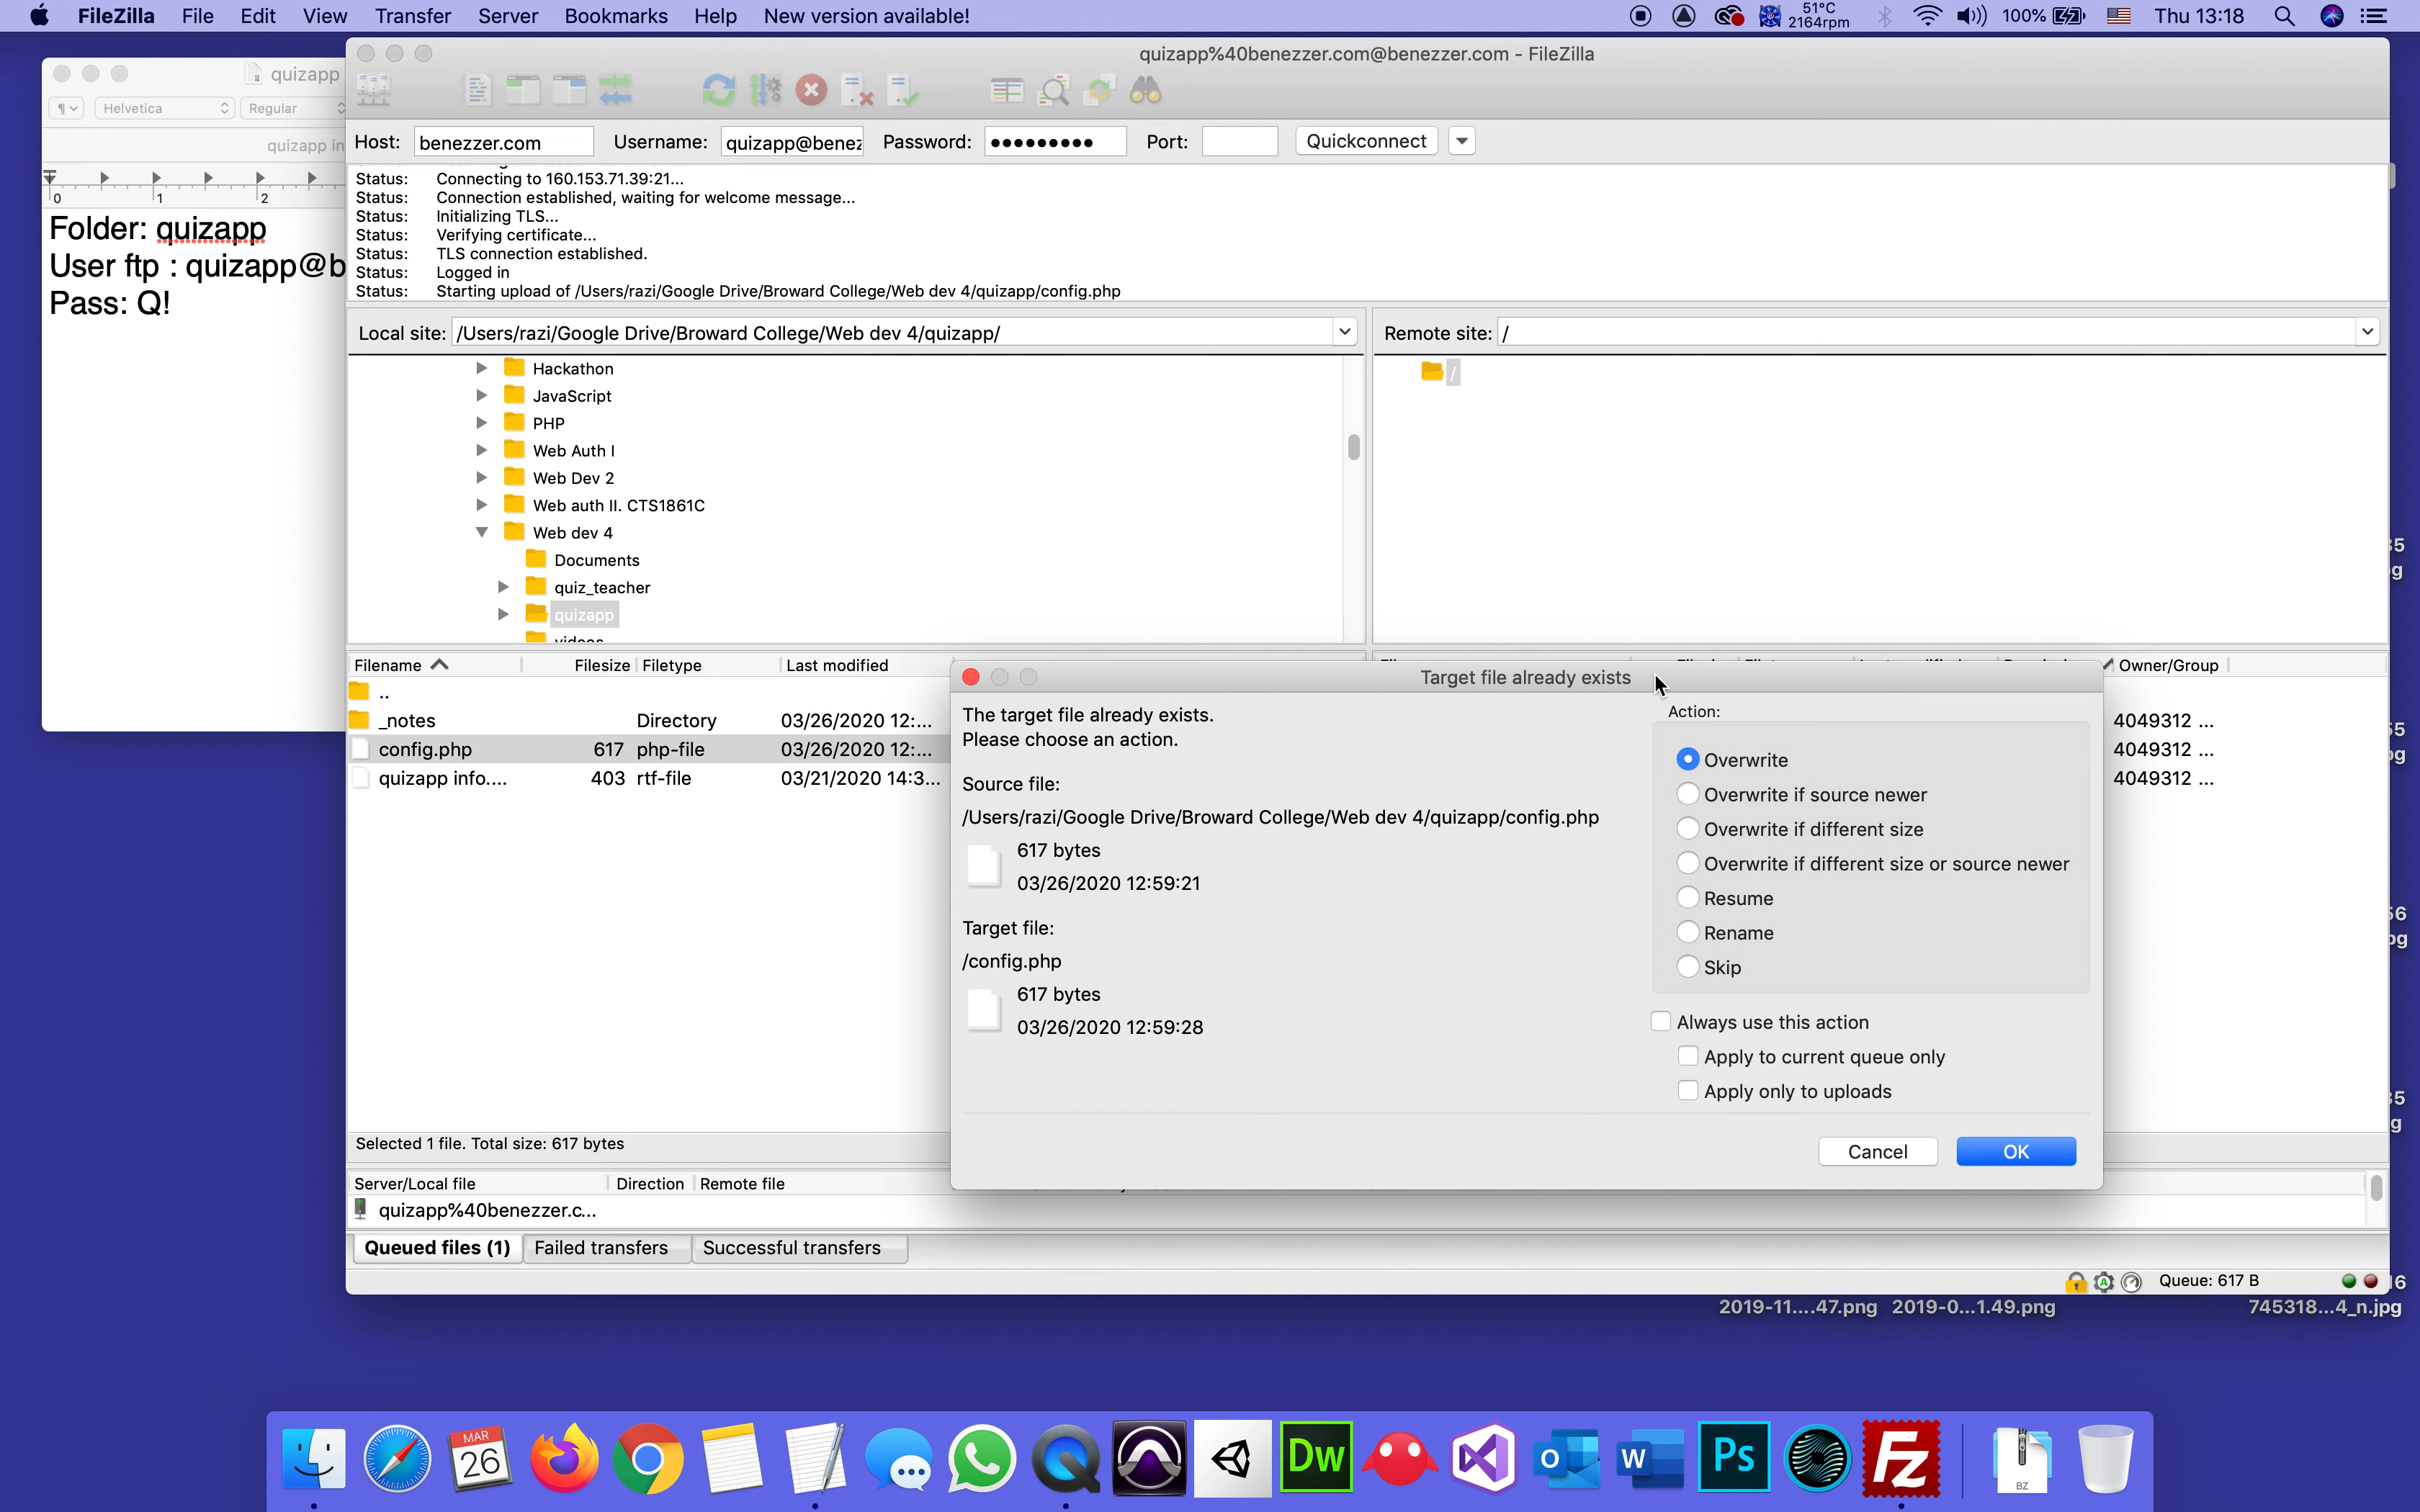 FileZilla File Edit View Transfer Server Bookmarks Help New version available!
51°C
2164rpm
100%
Thu 13:18
quizapp
Helvetica
Regular
quizapp in
0 1 2
Folder: quizapp
User ftp : quizapp@b
Pass: Q!
quizapp%40benezzer.com@benezzer.com - FileZilla
Host: benezzer.com Username: quizapp@benez Password: ●●●●●●●●● Port: Quickconnect
Status: Connecting to 160.153.71.39:21...
Status: Connection established, waiting for welcome message...
Status: Initializing TLS...
Status: Verifying certificate...
Status: TLS connection established.
Status: Logged in
Status: Starting upload of /Users/razi/Google Drive/Broward College/Web dev 4/quizapp/config.php
Local site: /Users/razi/Google Drive/Broward College/Web dev 4/quizapp/
Hackathon
JavaScript
PHP
Web Auth I
Web Dev 2
Web auth II. CTS1861C
Web dev 4
Documents
quiz_teacher
quizapp
videos
Remote site: /
/
Filename Filesize Filetype Last modified
..
_notes Directory 03/26/2020 12:...
config.php 617 php-file 03/26/2020 12:...
quizapp info.... 403 rtf-file 03/21/2020 14:3...
Selected 1 file. Total size: 617 bytes
Owner/Group
4049312 ...
4049312 ...
4049312 ...
Target file already exists
The target file already exists.
Please choose an action.
Source file:
/Users/razi/Google Drive/Broward College/Web dev 4/quizapp/config.php
617 bytes
03/26/2020 12:59:21
Target file:
/config.php
617 bytes
03/26/2020 12:59:28
Action:
Overwrite
Overwrite if source newer
Overwrite if different size
Overwrite if different size or source newer
Resume
Rename
Skip
Always use this action
Apply to current queue only
Apply only to uploads
Cancel OK
Server/Local file Direction Remote file
quizapp%40benezzer.c...
Queued files (1) Failed transfers Successful transfers
Queue: 617 B
2019-11....47.png 2019-0...1.49.png 745318...4_n.jpg
MAR
26
Dw
O
W
Ps
Fz
BZ